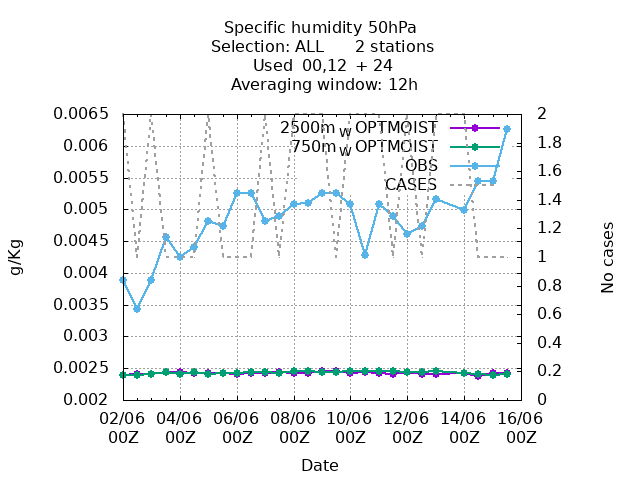 Specific humidity 50hPa
Selection: ALL 2 stations
Used 00,12 + 24
Averaging window: 12h
0.0065
0.006
0.0055
0.005
0.0045
0.004
0.0035
0.003
0.0025
0.002
g/Kg
2500m_W OPTMOIST
750m_W OPTMOIST
OBS
CASES
2
1.8
1.6
1.4
1.2
1
0.8
0.6
0.4
0.2
0
No cases
02/06 04/06 06/06 08/06 10/06 12/06 14/06 16/06
00Z 00Z 00Z 00Z 00Z 00Z 00Z 00Z
Date